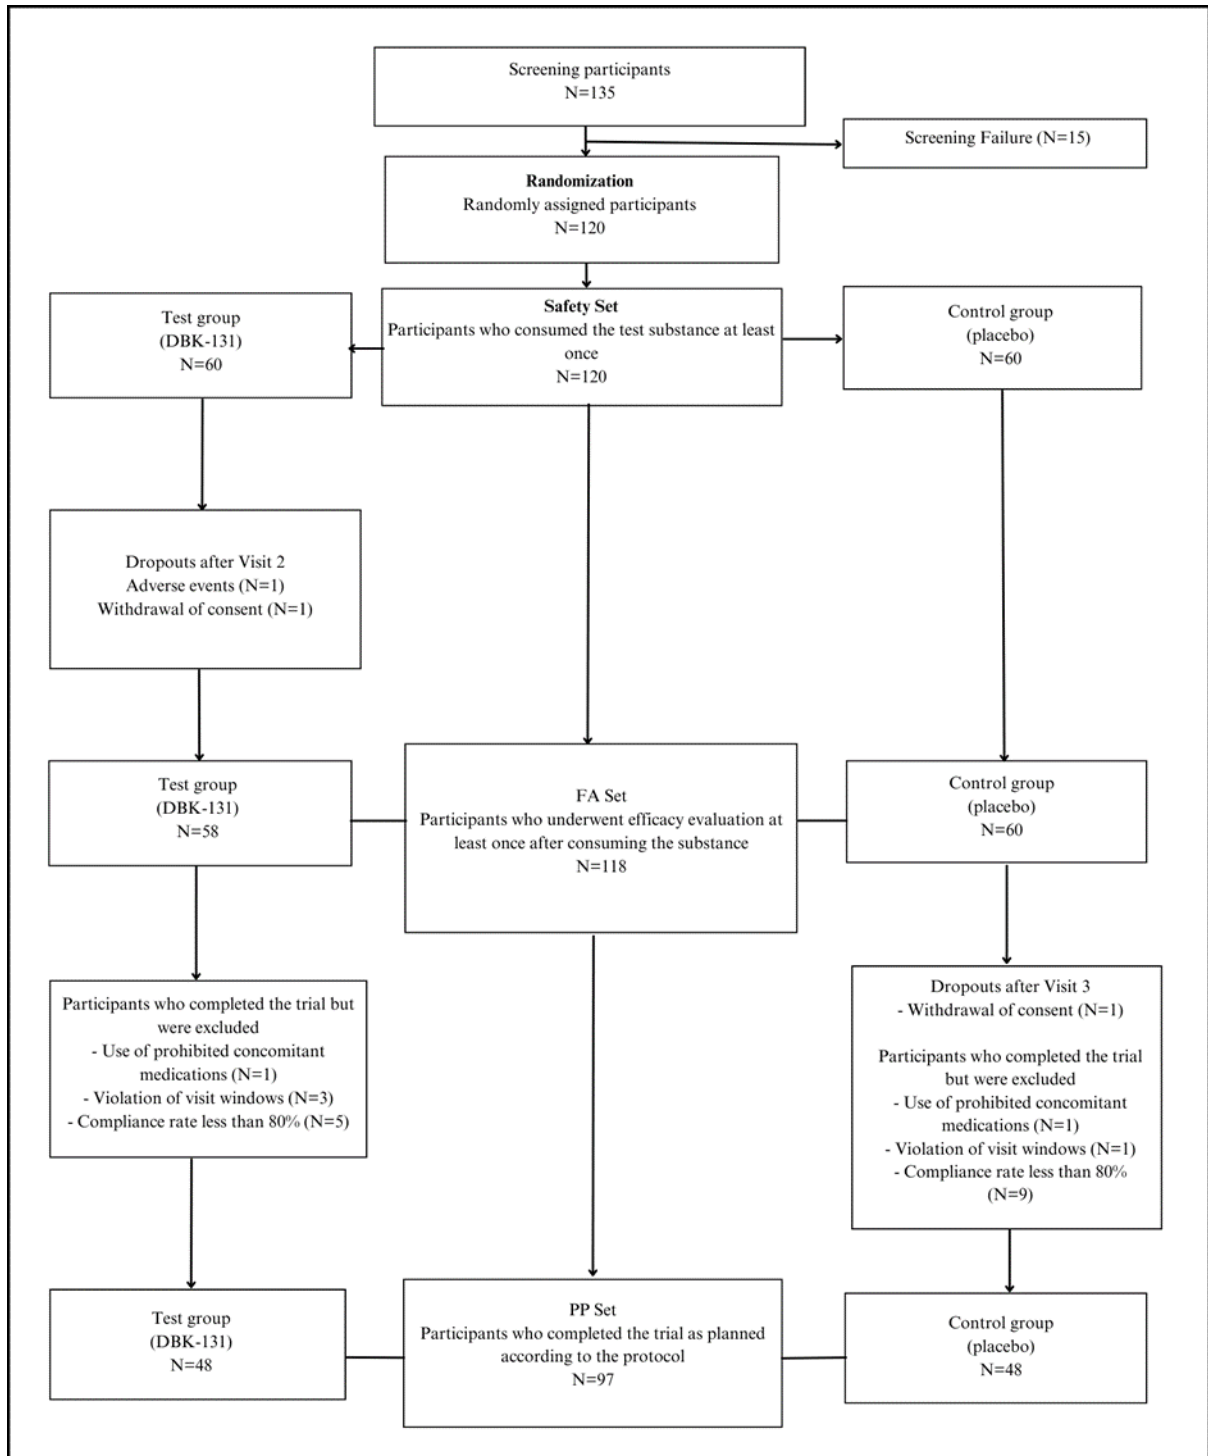 Screening participants
N=135
Screening Failure (N=15)
Randomization
Randomly assigned participants
N=120
Safety Set
Participants who consumed the test substance at least
once
N=120
Test group
(DBK-131)
N=60
Control group
(placebo)
N=60
Dropouts after Visit 2
Adverse events (N=1)
Withdrawal of consent (N=1)
Test group
(DBK-131)
N=58
FA Set
Participants who underwent efficacy evaluation at
least once after consuming the substance
N=118
Control group
(placebo)
N=60
Participants who completed the trial but
were excluded
- Use of prohibited concomitant
medications (N=1)
- Violation of visit windows (N=3)
- Compliance rate less than 80% (N=5)
Dropouts after Visit 3
- Withdrawal of consent (N=1)
Participants who completed the trial
but were excluded
- Use of prohibited concomitant
medications (N=1)
- Violation of visit windows (N=1)
- Compliance rate less than 80%
(N=9)
Test group
(DBK-131)
N=48
PP Set
Participants who completed the trial as planned
according to the protocol
N=97
Control group
(placebo)
N=48